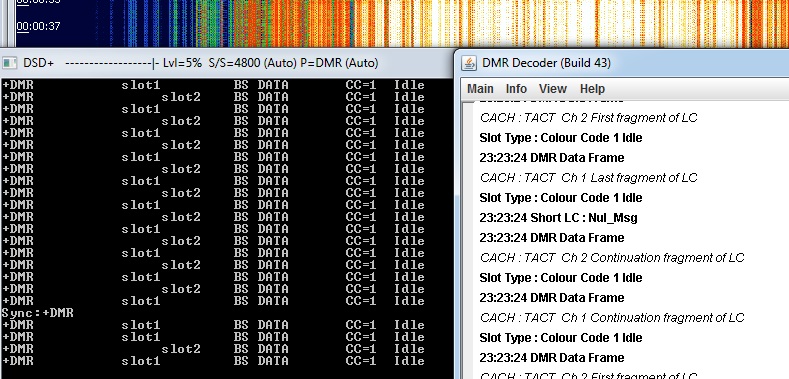 00:00:37
DSD+ -------------------|- Lvl=5% S/S=4800 (Auto) P=DMR (Auto)
+DMR slot1 BS DATA CC=1 Idle
+DMR slot2 BS DATA CC=1 Idle
+DMR slot1 BS DATA CC=1 Idle
+DMR slot2 BS DATA CC=1 Idle
+DMR slot1 BS DATA CC=1 Idle
+DMR slot2 BS DATA CC=1 Idle
+DMR slot1 BS DATA CC=1 Idle
+DMR slot2 BS DATA CC=1 Idle
+DMR slot1 BS DATA CC=1 Idle
+DMR slot2 BS DATA CC=1 Idle
+DMR slot1 BS DATA CC=1 Idle
+DMR slot2 BS DATA CC=1 Idle
+DMR slot1 BS DATA CC=1 Idle
+DMR slot2 BS DATA CC=1 Idle
+DMR slot1 BS DATA CC=1 Idle
+DMR slot2 BS DATA CC=1 Idle
+DMR slot1 BS DATA CC=1 Idle
+DMR slot2 BS DATA CC=1 Idle
+DMR slot1 BS DATA CC=1 Idle
Sync:+DMR
+DMR slot1 BS DATA CC=1 Idle
+DMR slot1 BS DATA CC=1 Idle
+DMR slot2 BS DATA CC=1 Idle
+DMR slot1 BS DATA CC=1 Idle
DMR Decoder (Build 43)
Main Info View Help
23:23:24 DMR Data Frame
CACH : TACT Ch 2 First fragment of LC
Slot Type : Colour Code 1 Idle
23:23:24 DMR Data Frame
CACH : TACT Ch 1 Last fragment of LC
Slot Type : Colour Code 1 Idle
23:23:24 Short LC : Nul_Msg
23:23:24 DMR Data Frame
CACH : TACT Ch 2 Continuation fragment of LC
Slot Type : Colour Code 1 Idle
23:23:24 DMR Data Frame
CACH : TACT Ch 1 Continuation fragment of LC
Slot Type : Colour Code 1 Idle
23:23:24 DMR Data Frame
CACH : TACT Ch 2 First fragment of LC